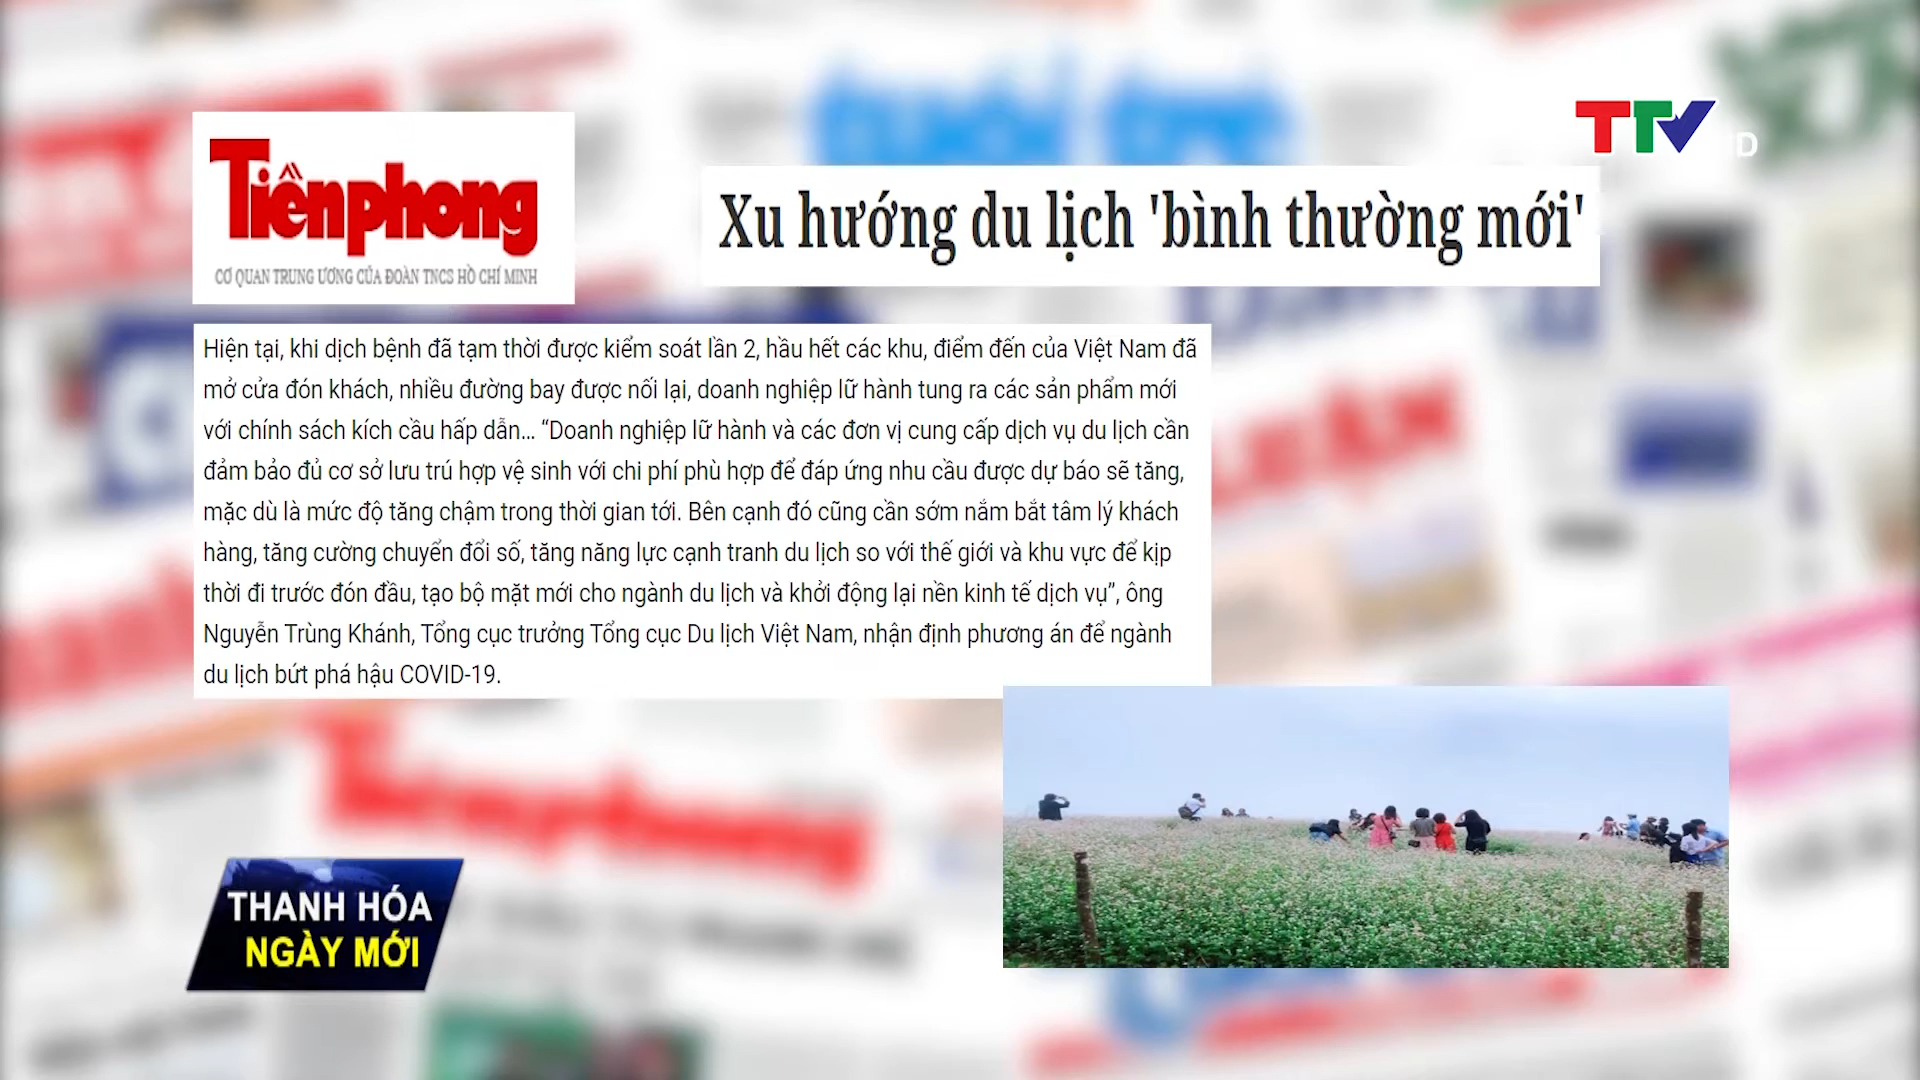 TTV
Tiềnphong
CƠ QUAN TRUNG ƯƠNG CỦA ĐOÀN TNCS HỒ CHÍ MINH
Xu hướng du lịch 'bình thường mới'
Hiện tại, khi dịch bệnh đã tạm thời được kiểm soát lần 2, hầu hết các khu, điểm đến của Việt Nam đã
mở cửa đón khách, nhiều đường bay được nối lại, doanh nghiệp lữ hành tung ra các sản phẩm mới
với chính sách kích cầu hấp dẫn... “Doanh nghiệp lữ hành và các đơn vị cung cấp dịch vụ du lịch cần
đảm bảo đủ cơ sở lưu trú hợp vệ sinh với chi phí phù hợp để đáp ứng nhu cầu được dự báo sẽ tăng,
mặc dù là mức độ tăng chậm trong thời gian tới. Bên cạnh đó cũng cần sớm nắm bắt tâm lý khách
hàng, tăng cường chuyển đổi số, tăng năng lực cạnh tranh du lịch so với thế giới và khu vực để kịp
thời đi trước đón đầu, tạo bộ mặt mới cho ngành du lịch và khởi động lại nền kinh tế dịch vụ”, ông
Nguyễn Trùng Khánh, Tổng cục trưởng Tổng cục Du lịch Việt Nam, nhận định phương án để ngành
du lịch bứt phá hậu COVID-19.
THANH HÓA
NGÀY MỚI